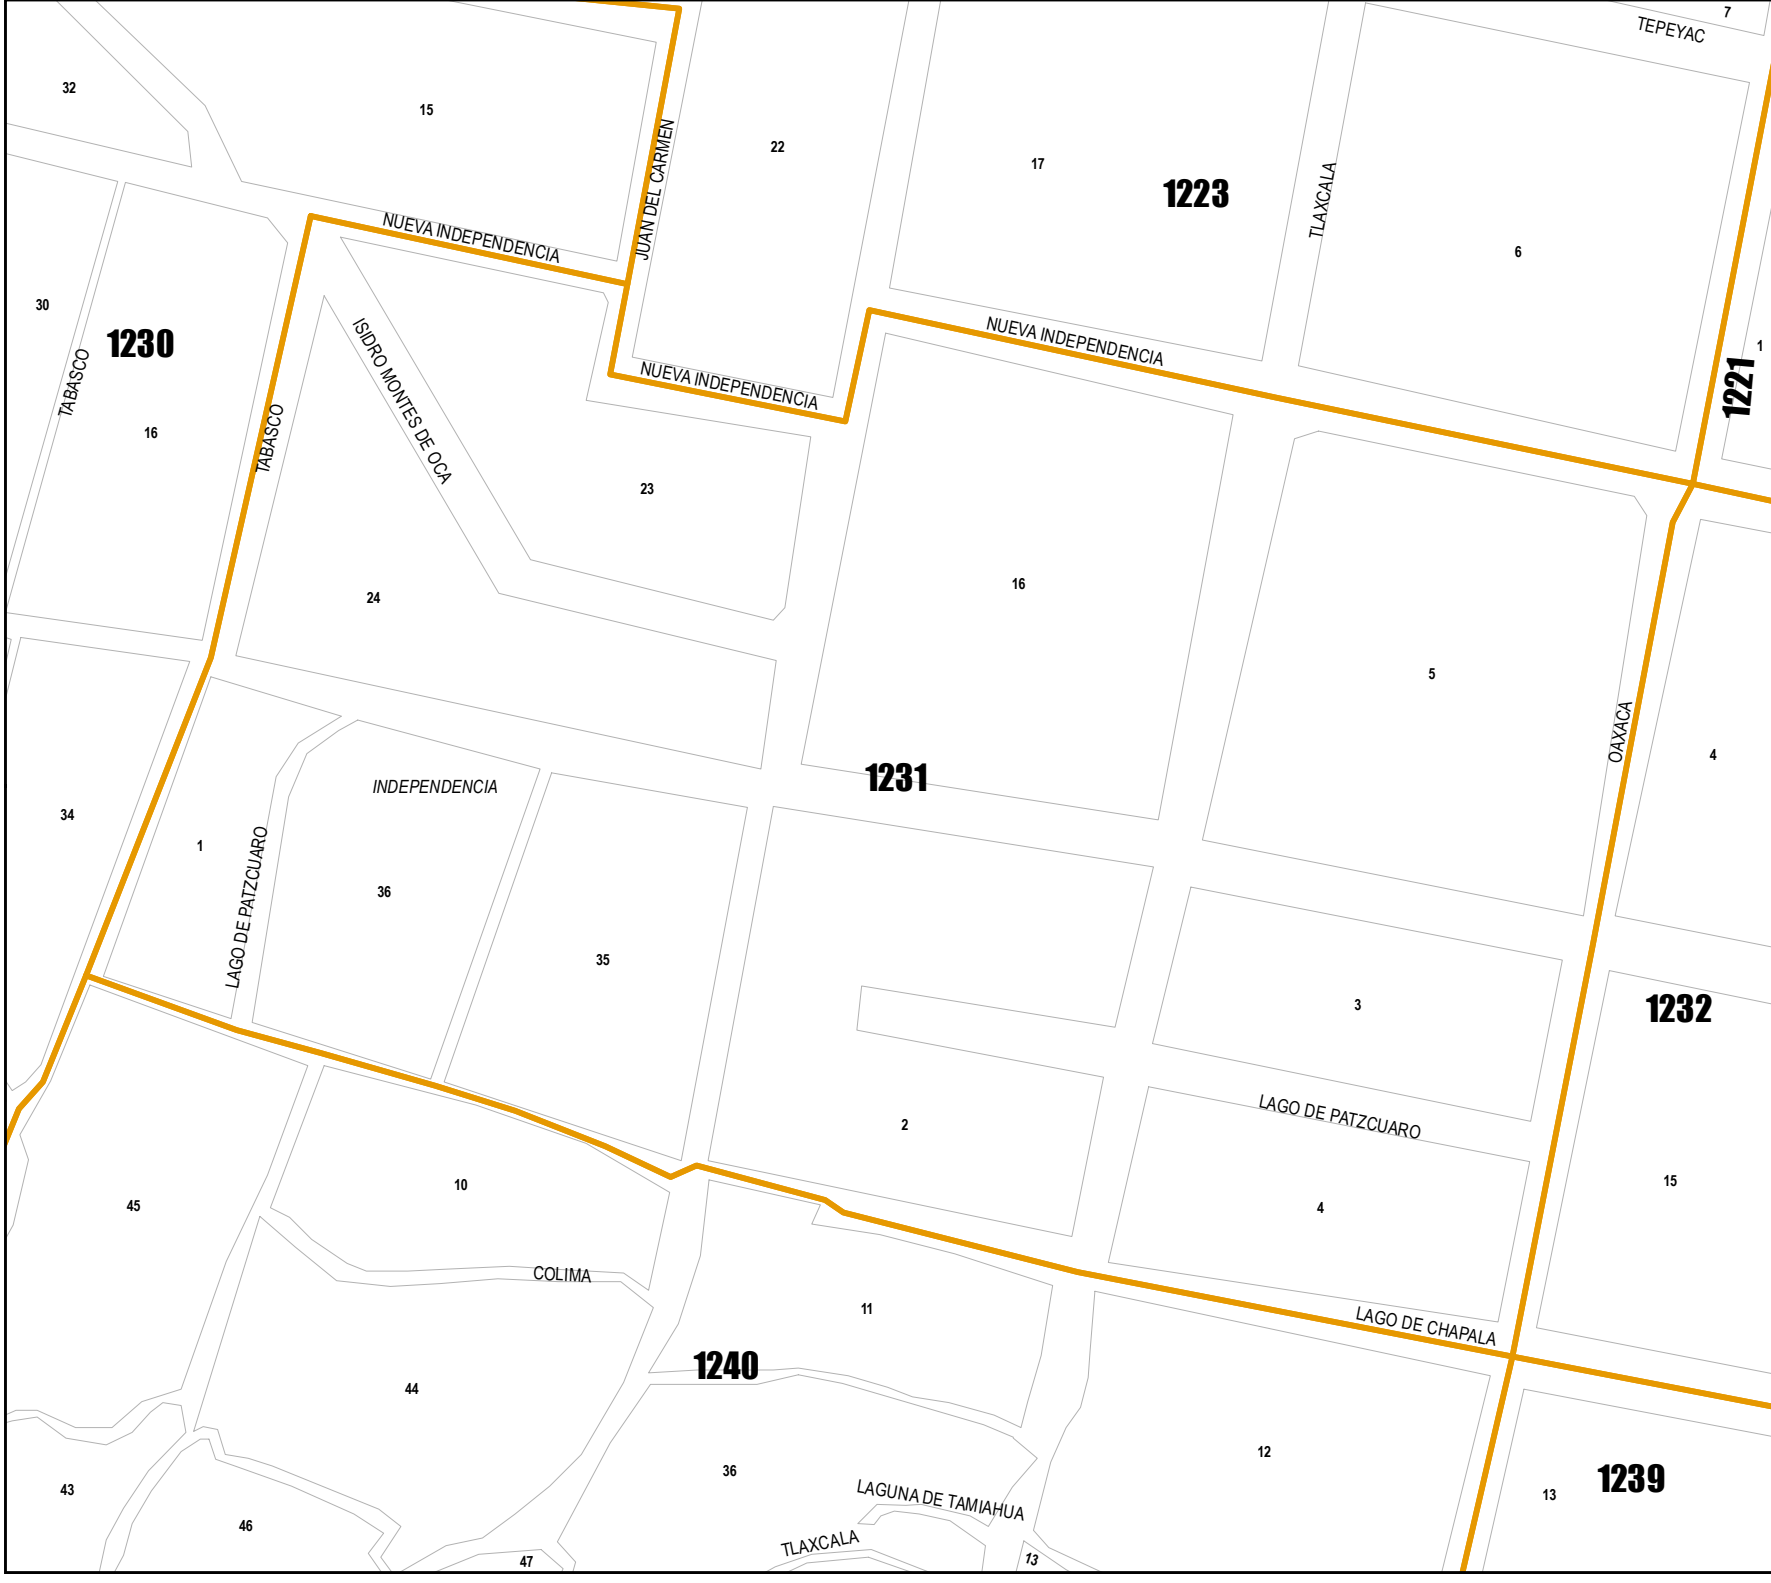 7
TEPEYAC
32
15
22
17
1223
TLAXCALA
6
JUAN DEL CARMEN
NUEVA INDEPENDENCIA
30
1230
TABASCO
16
TABASCO
ISIDRO MONTES DE OCA
NUEVA INDEPENDENCIA
NUEVA INDEPENDENCIA
1
1221
23
24
16
5
OAXACA
4
1231
INDEPENDENCIA
34
1
LAGO DE PATZCUARO
36
35
3
1232
2
LAGO DE PATZCUARO
45
10
4
15
COLIMA
11
LAGO DE CHAPALA
1240
44
12
36
43
46
47
LAGUNA DE TAMIAHUA
TLAXCALA
13
13
1239